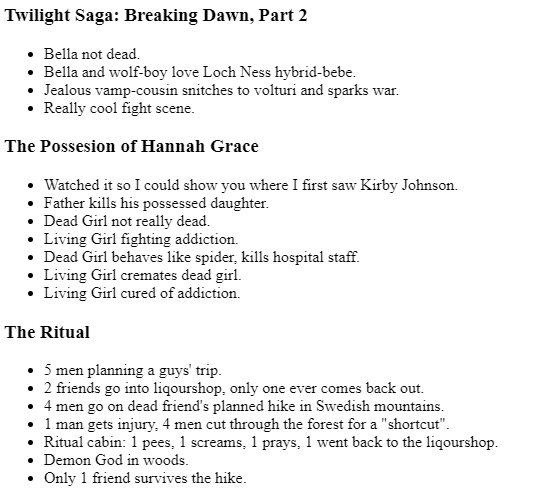 Twilight Saga: Breaking Dawn, Part 2
• Bella not dead.
• Bella and wolf-boy love Loch Ness hybrid-bebe.
• Jealous vamp-cousin snitches to volturi and sparks war.
• Really cool fight scene.
The Possesion of Hannah Grace
• Watched it so I could show you where I first saw Kirby Johnson.
• Father kills his possessed daughter.
• Dead Girl not really dead.
• Living Girl fighting addiction.
• Dead Girl behaves like spider, kills hospital staff.
• Living Girl cremates dead girl.
• Living Girl cured of addiction.
The Ritual
• 5 men planning a guys' trip.
• 2 friends go into liqourshop, only one ever comes back out.
• 4 men go on dead friend's planned hike in Swedish mountains.
• 1 man gets injury, 4 men cut through the forest for a "shortcut".
• Ritual cabin: 1 pees, 1 screams, 1 prays, 1 went back to the liqourshop.
• Demon God in woods.
• Only 1 friend survives the hike.